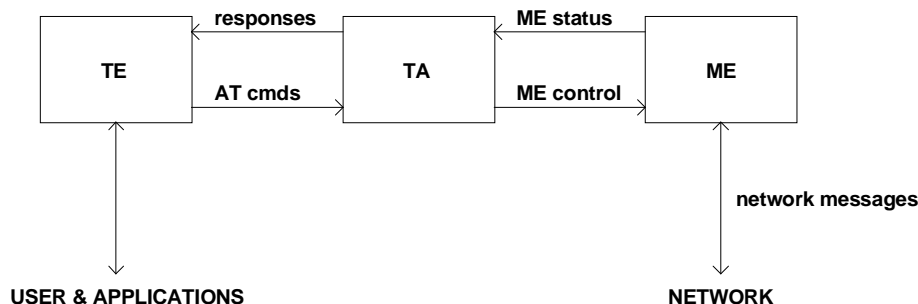 responses
ME status
TE
TA
ME
AT cmds
ME control
network messages
USER & APPLICATIONS
NETWORK